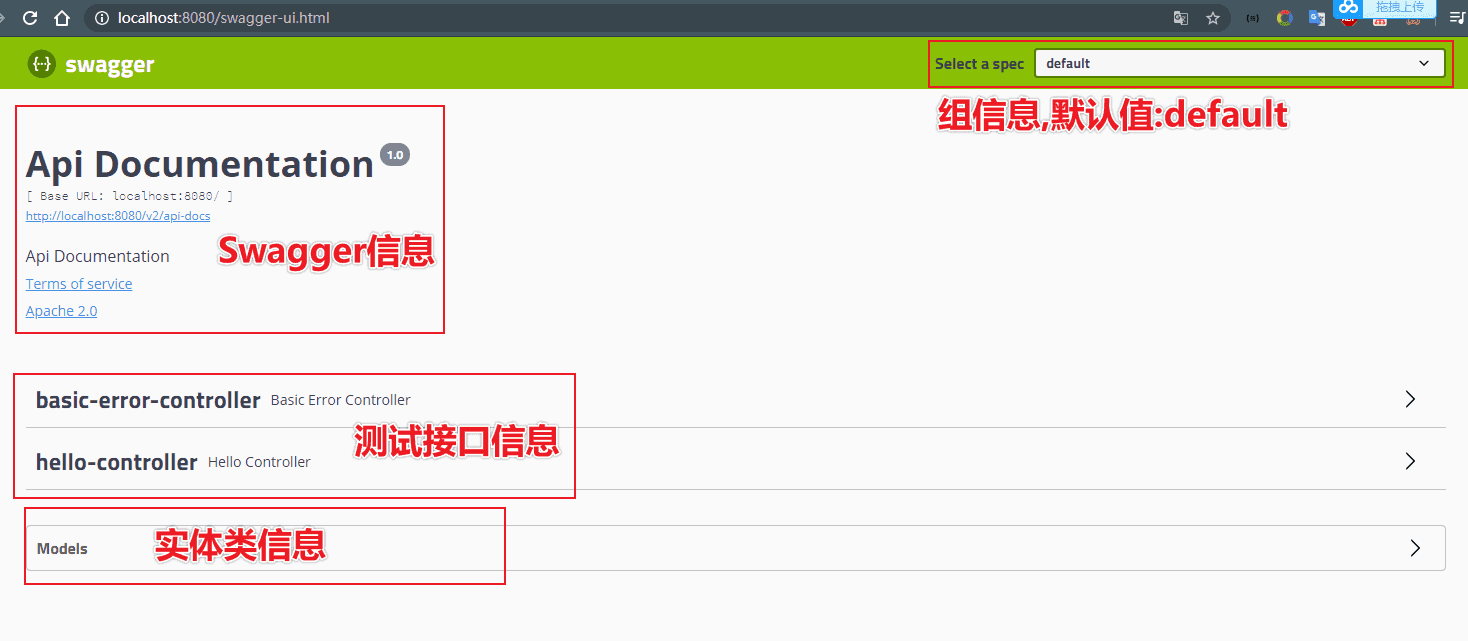 localhost:8080/swagger-ui.html
拖拽上传
swagger
Select a spec
default
组信息,默认值:default
Api Documentation 1.0
[ Base URL: localhost:8080/ ]
http://localhost:8080/v2/api-docs
Swagger信息
Api Documentation
Terms of service
Apache 2.0
basic-error-controller Basic Error Controller
测试接口信息
hello-controller Hello Controller
Models
实体类信息